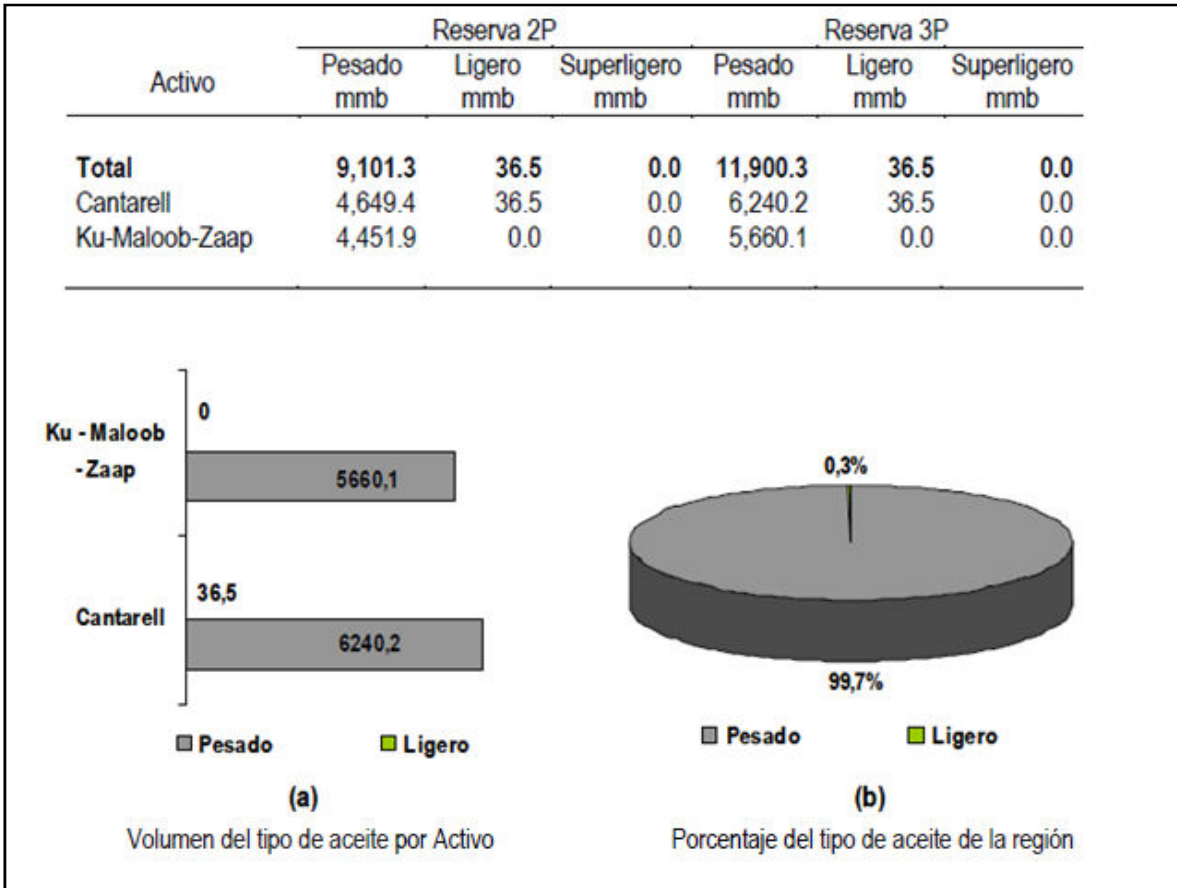 Reserva 2P Reserva 3P
Activo Pesado mmb Ligero mmb Superligero mmb Pesado mmb Ligero mmb Superligero mmb
Total 9,101.3 36.5 0.0 11,900.3 36.5 0.0
Cantarell 4,649.4 36.5 0.0 6,240.2 36.5 0.0
Ku-Maloob-Zaap 4,451.9 0.0 0.0 5,660.1 0.0 0.0
0
Ku - Maloob
- Zaap
5660,1
36,5
Cantarell
6240,2
Pesado Ligero
(a)
Volumen del tipo de aceite por Activo
0,3%
99,7%
Pesado Ligero
(b)
Porcentaje del tipo de aceite de la región